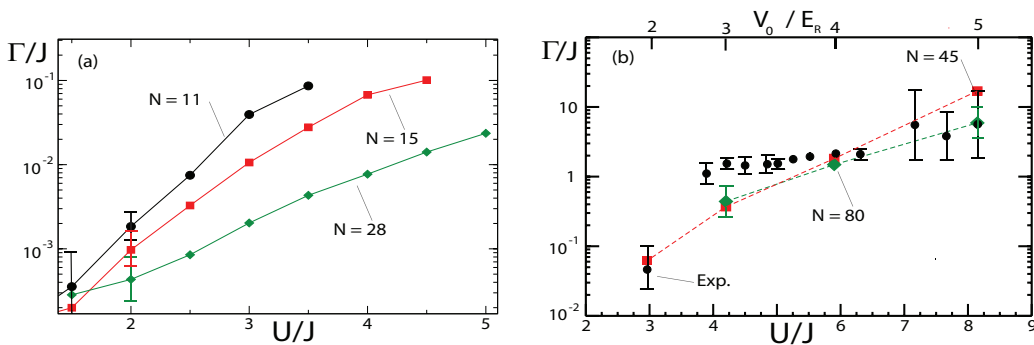 Γ/J
(a)
10⁻¹
10⁻²
10⁻³
N = 11
N = 15
N = 28
2
3
4
5
U/J
V₀ / E_R
2
3
4
5
Γ/J
(b)
10
1
10⁻¹
10⁻²
N = 45
N = 80
Exp.
2
3
4
5
6
7
8
9
U/J